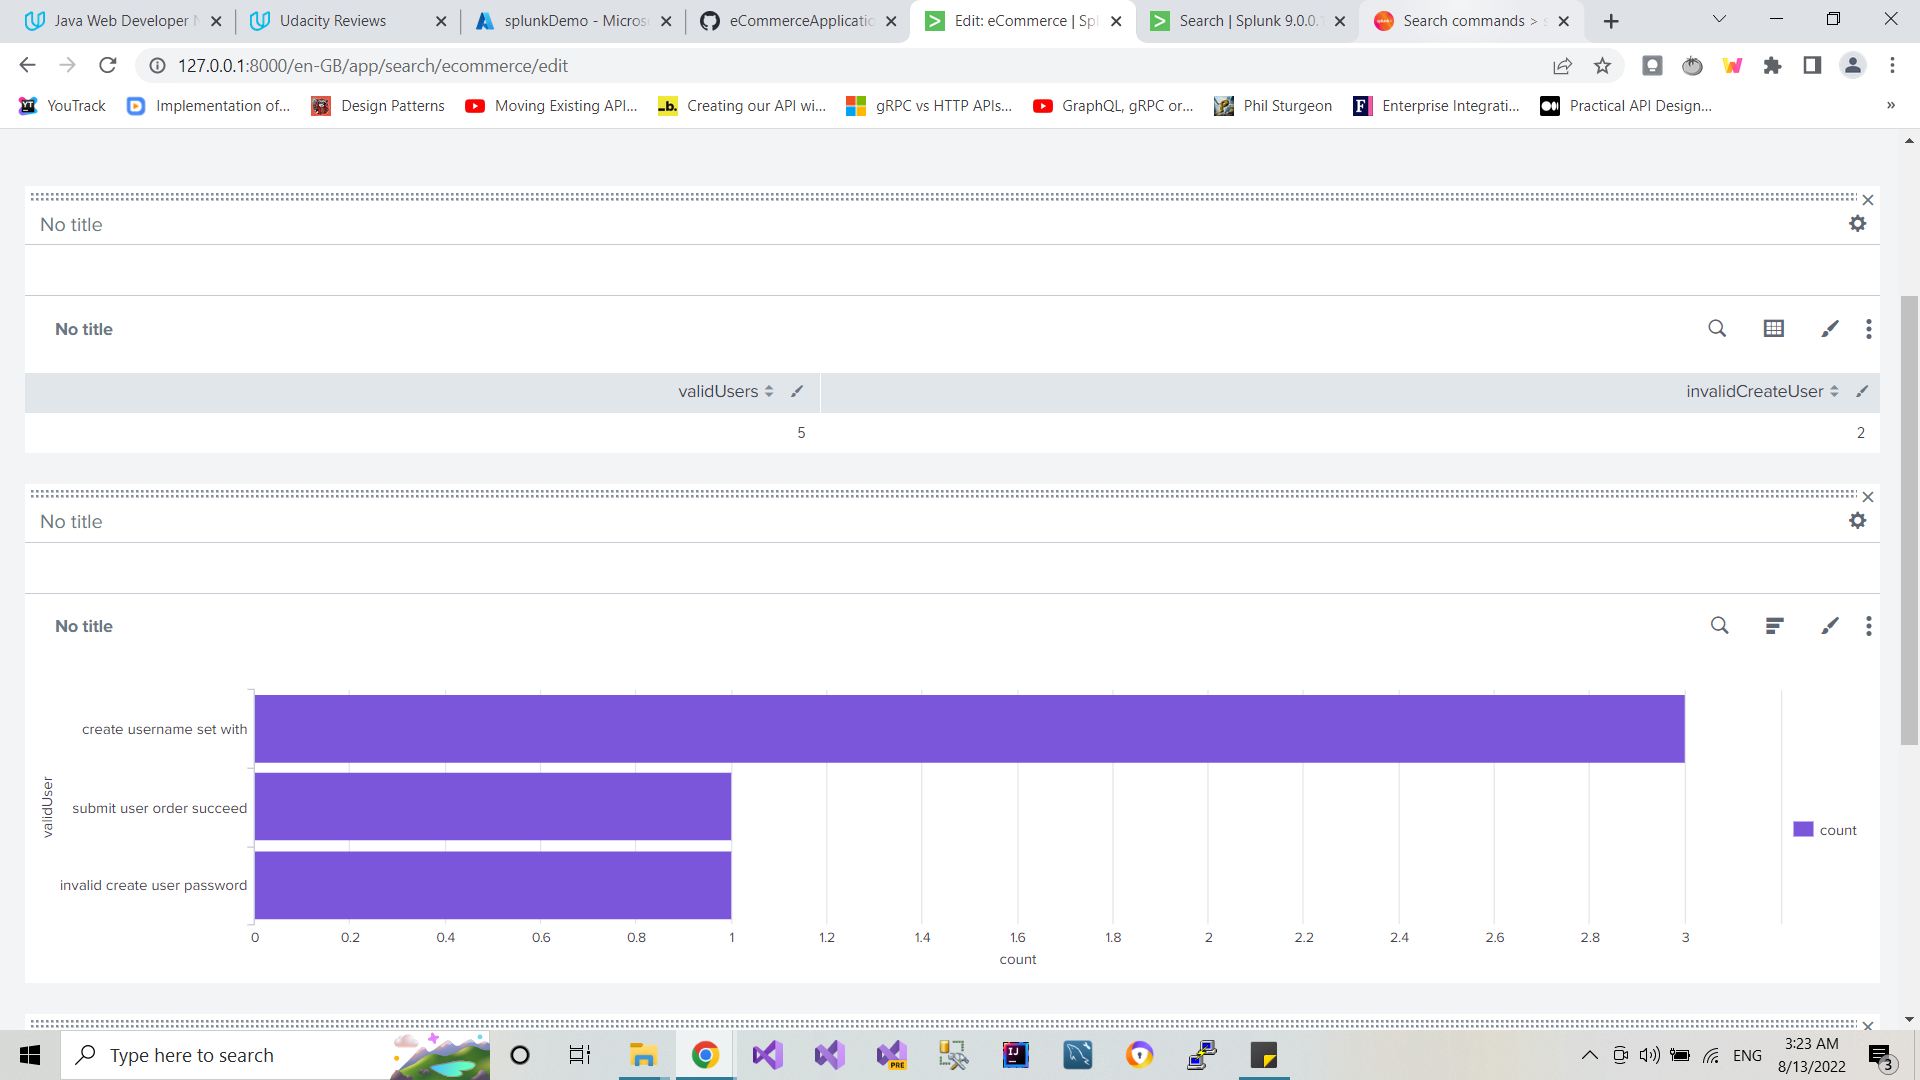 Java Web Developer N
Udacity Reviews
splunkDemo - Micros
eCommerceApplicatio
Edit: eCommerce | Spl
Search | Splunk 9.0.0.1
Search commands > s
127.0.0.1:8000/en-GB/app/search/ecommerce/edit
YouTrack
Implementation of...
Design Patterns
Moving Existing API...
Creating our API wi...
gRPC vs HTTP APIs...
GraphQL, gRPC or...
Phil Sturgeon
Enterprise Integrati...
Practical API Design...
»
No title
No title
validUsers
invalidCreateUser
5
2
No title
No title
create username set with
submit user order succeed
invalid create user password
validUser
0 0.2 0.4 0.6 0.8 1 1.2 1.4 1.6 1.8 2 2.2 2.4 2.6 2.8 3
count
count
Type here to search
PRE
IJ
ENG
3:23 AM
8/13/2022
3